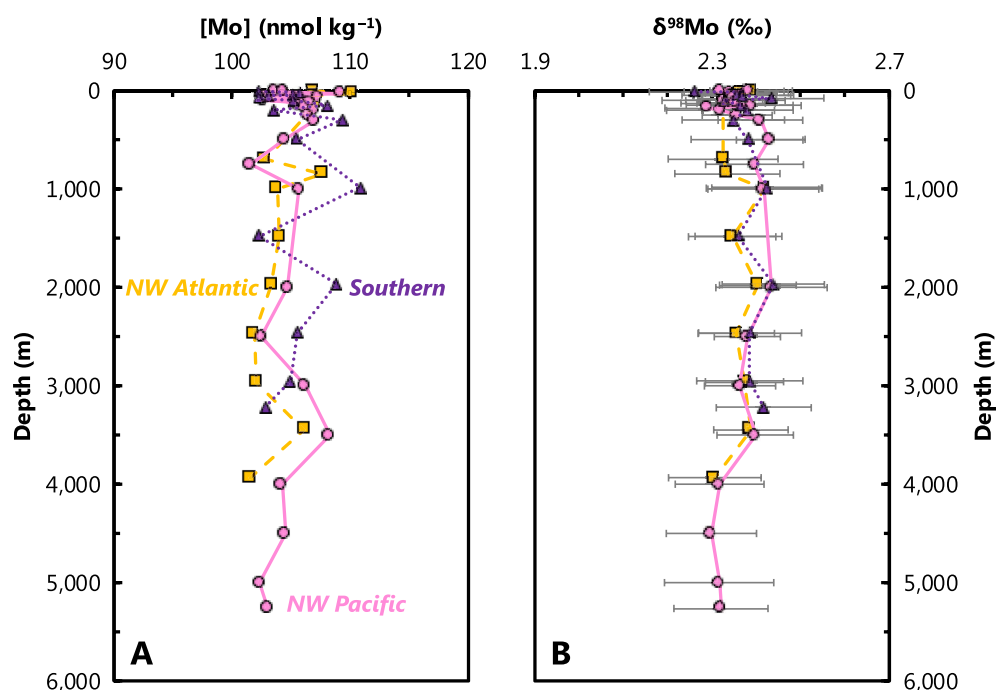 [Mo] (nmol kg⁻¹)
90 100 110 120
0
1,000
2,000
3,000
4,000
5,000
6,000
Depth (m)
NW Atlantic
Southern
NW Pacific
A
δ⁹⁸Mo (‰)
1.9 2.3 2.7
0
1,000
2,000
3,000
4,000
5,000
6,000
Depth (m)
B